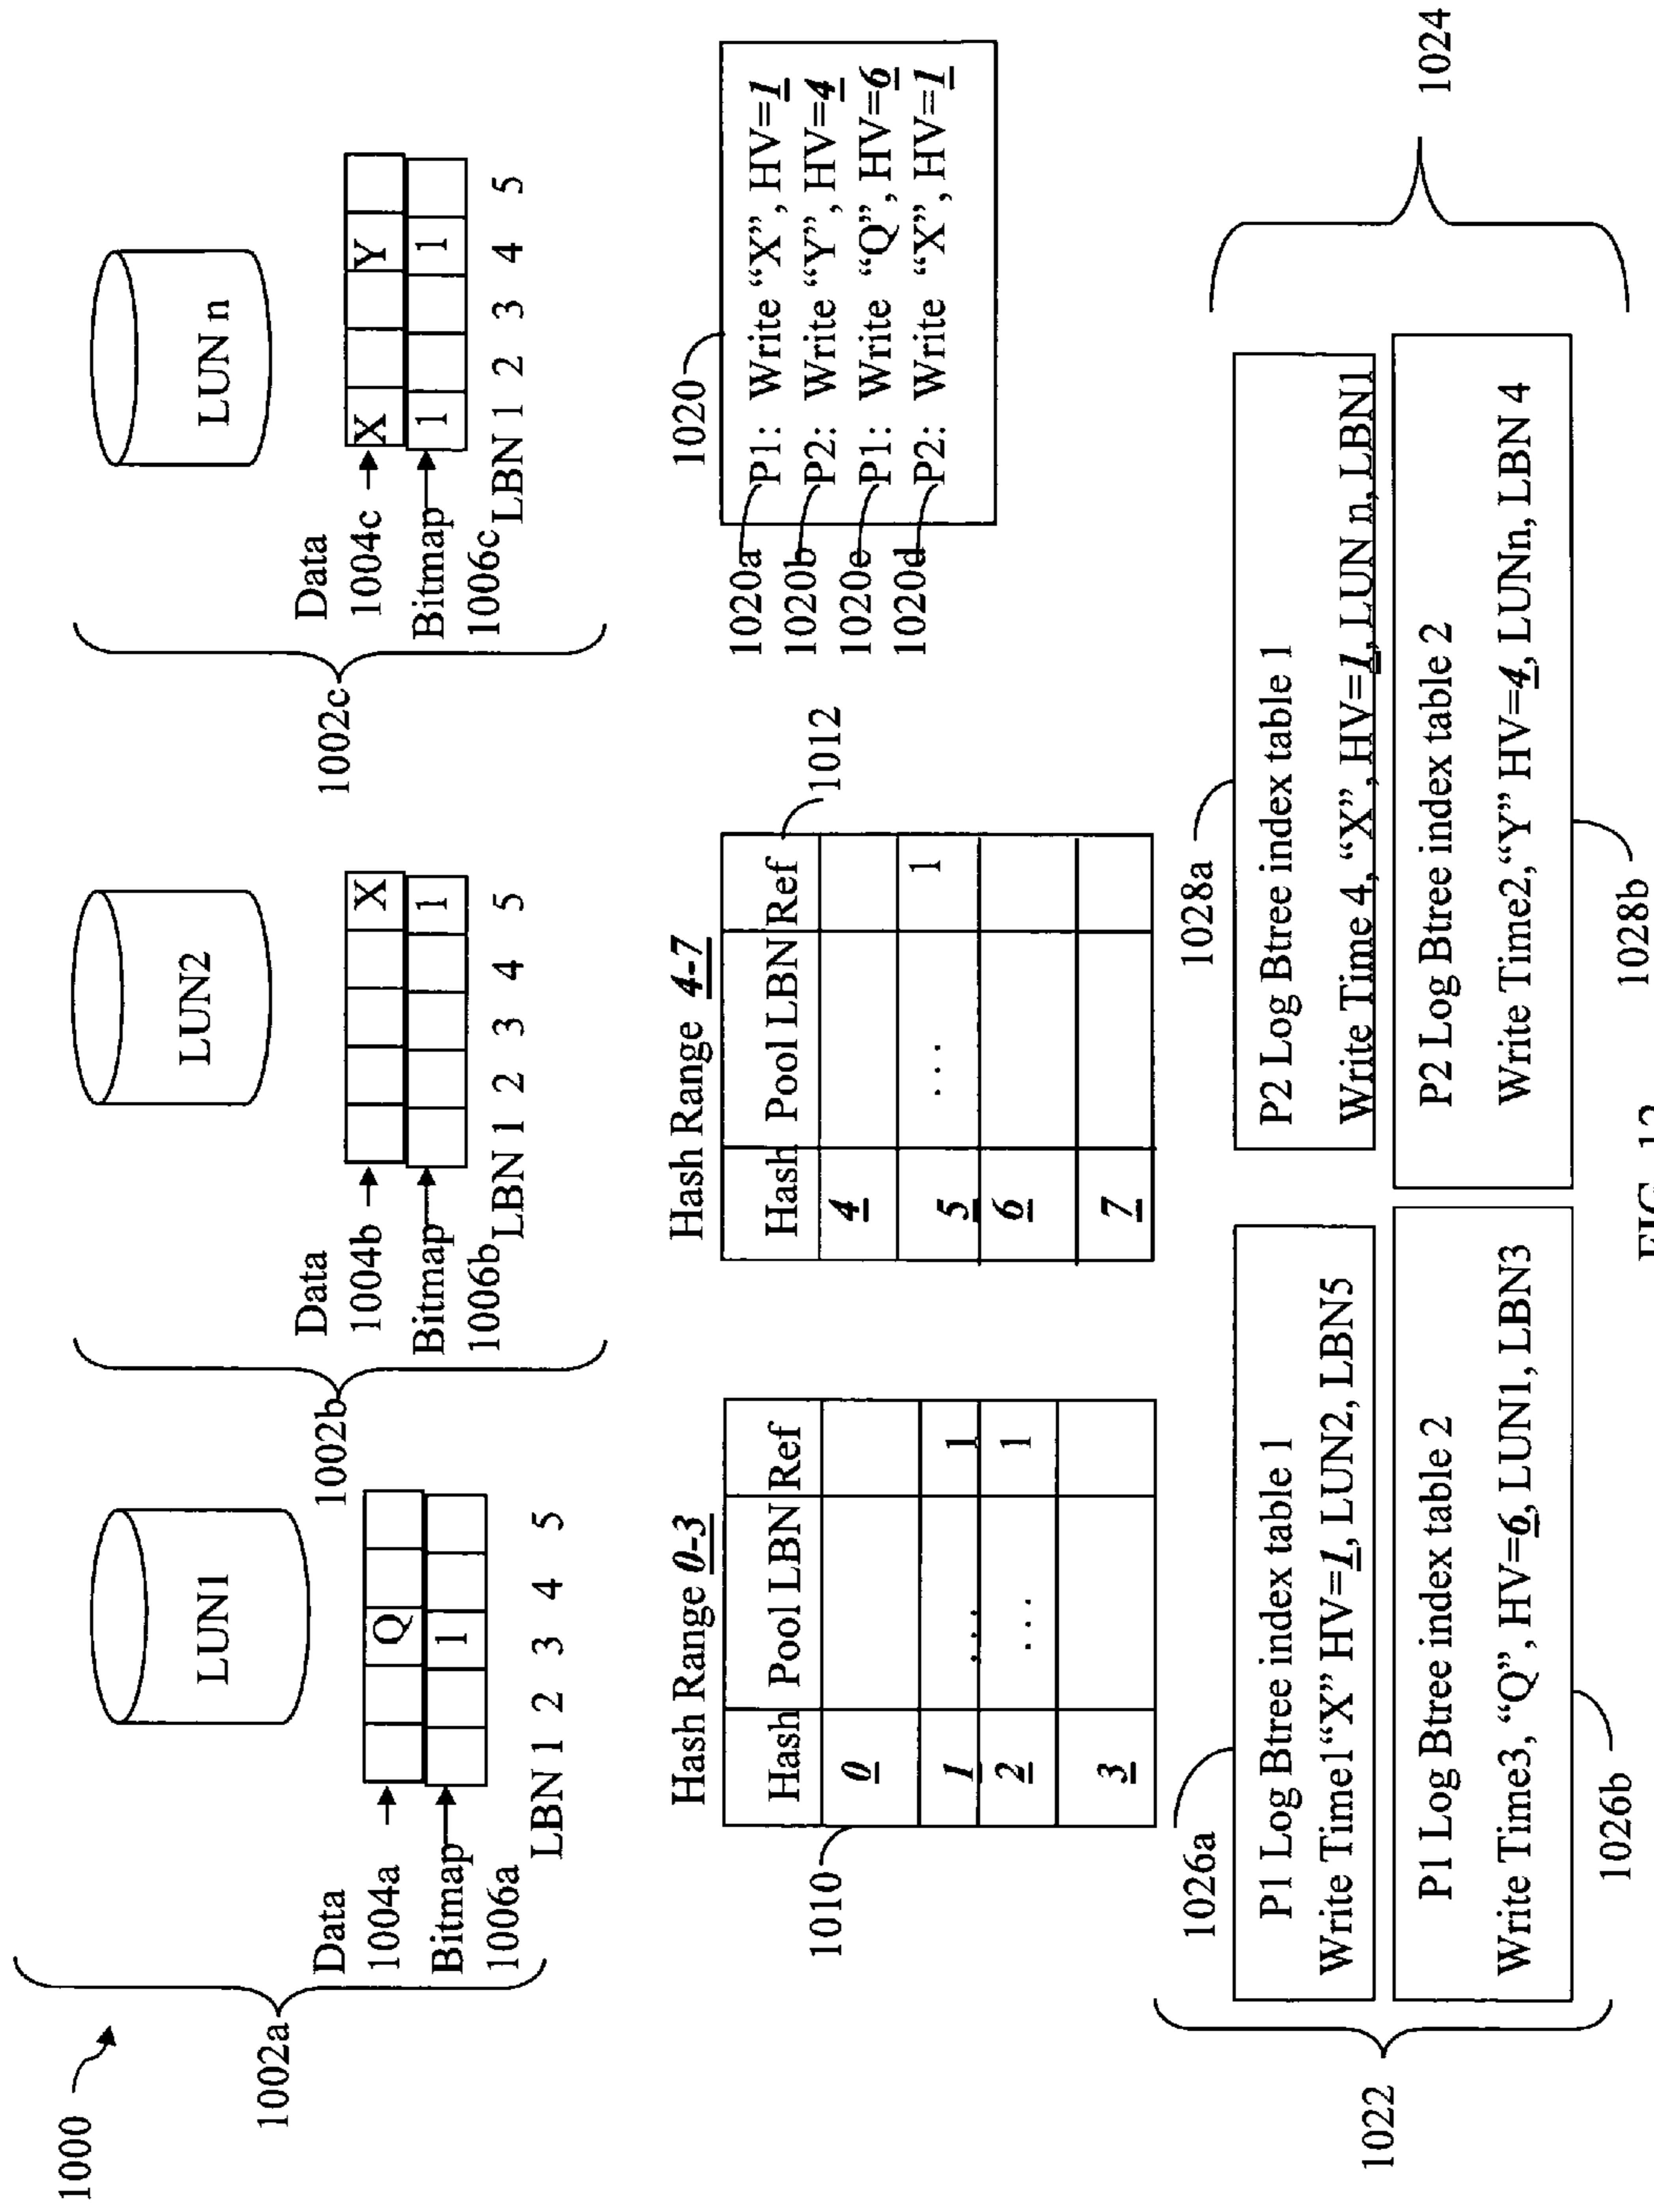 1000
1002a
LUN1
Data
1004a
Q
Bitmap
1006a
1
LBN 1 2 3 4 5
1002b
LUN2
Data
1004b
X
Bitmap
1006b
1
LBN 1 2 3 4 5
1002c
LUN n
Data
1004c
X Y
Bitmap
1006c
1 1
LBN 1 2 3 4 5
Hash Range 0-3
1010
Hash Pool LBN Ref
0
1 ... 1
2 ... 1
3
Hash Range 4-7
1012
Hash Pool LBN Ref
4
5 ... 1
6
7
1020
1020a P1: Write “X”, HV=1
1020b P2: Write “Y”, HV=4
1020c P1: Write “Q”, HV=6
1020d P2: Write “X”, HV=1
1022
1026a
P1 Log Btree index table 1
Write Time1“X” HV=1, LUN2, LBN5
P1 Log Btree index table 2
Write Time3, “Q”, HV=6, LUN1, LBN3
1026b
1028a
P2 Log Btree index table 1
Write Time 4, “X”, HV=1, LUN n, LBN1
P2 Log Btree index table 2
Write Time2, “Y” HV=4, LUNn, LBN 4
1028b
1024